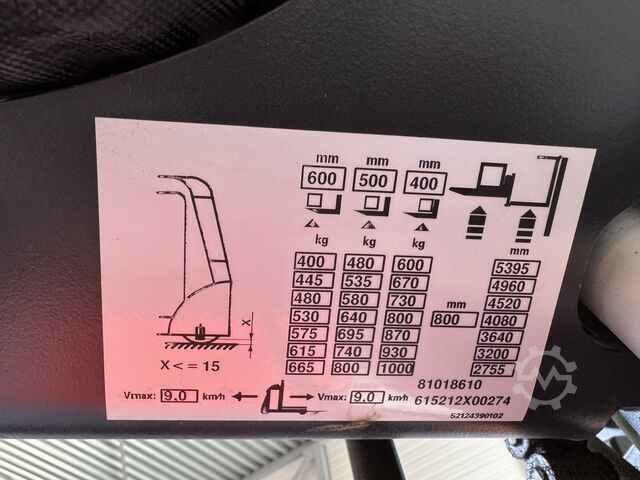 mm mm mm
600 500 400
kg kg kg mm
400 480 600 5395
445 535 670 4960
480 580 730 mm 4520
530 640 800 800 4080
575 695 870 3640
615 740 930 3200
665 800 1000 2755
X
X <= 15
81018610
Vmax: 9.0 km/h Vmax: 9.0 km/h 615212X00274
52124390102